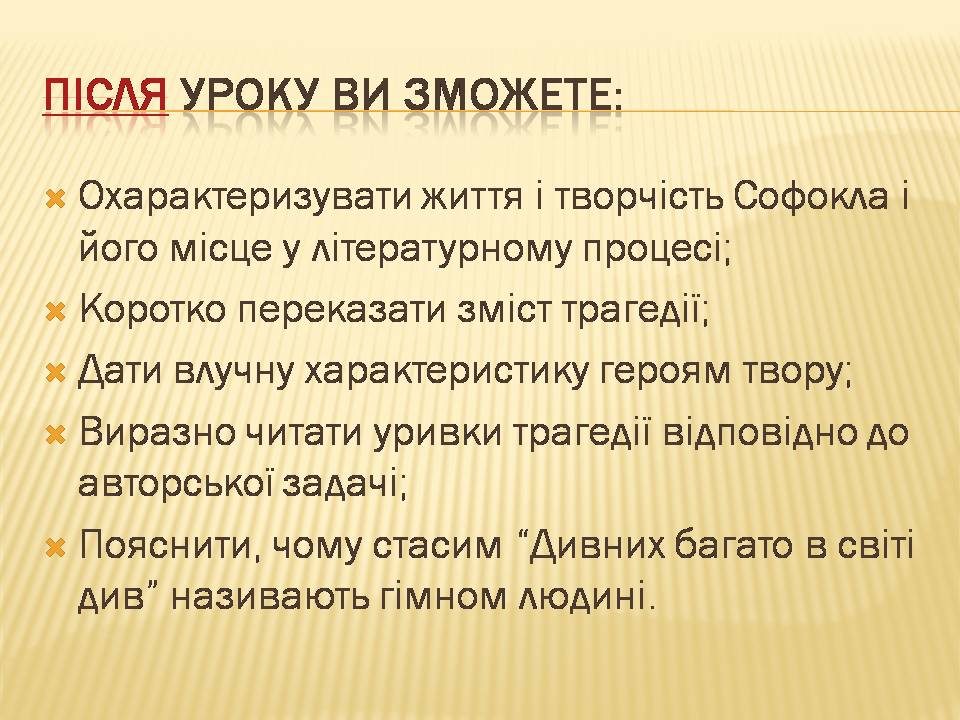 ПІСЛЯ УРОКУ ВИ ЗМОЖЕТЕ:
Охарактеризувати життя і творчість Софокла і
його місце у літературному процесі;
Коротко переказати зміст трагедії;
Дати влучну характеристику героям твору;
Виразно читати уривки трагедії відповідно до
авторської задачі;
Пояснити, чому стасим “Дивних багато в світі
див” називають гімном людині.